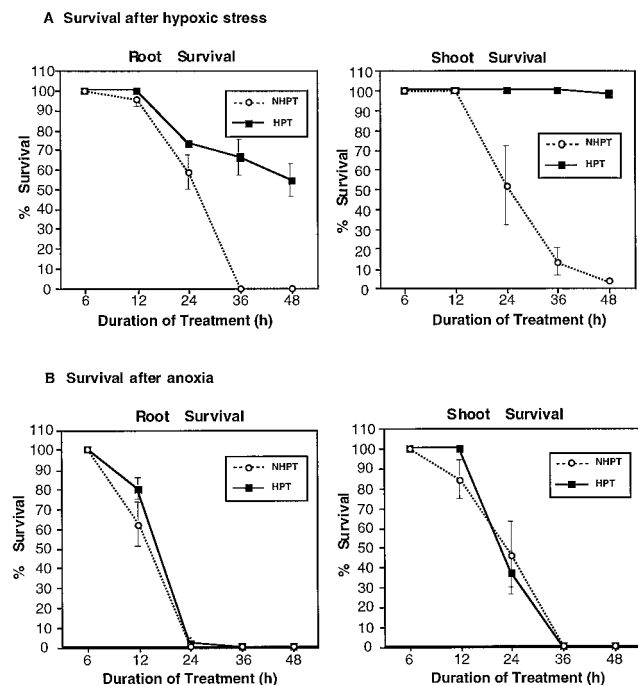 A Survival after hypoxic stress
Root Survival
110
100
90
80
70
60
50
40
30
20
10
0
% Survival
NHPT
HPT
6 12 24 36 48
Duration of Treatment (h)
Shoot Survival
110
100
90
80
70
60
50
40
30
20
10
0
% Survival
NHPT
HPT
6 12 24 36 48
Duration of Treatment (h)
B Survival after anoxia
Root Survival
110
100
90
80
70
60
50
40
30
20
10
0
% Survival
NHPT
HPT
6 12 24 36 48
Duration of Treatment (h)
Shoot Survival
110
100
90
80
70
60
50
40
30
20
10
0
% Survival
NHPT
HPT
6 12 24 36 48
Duration of Treatment (h)